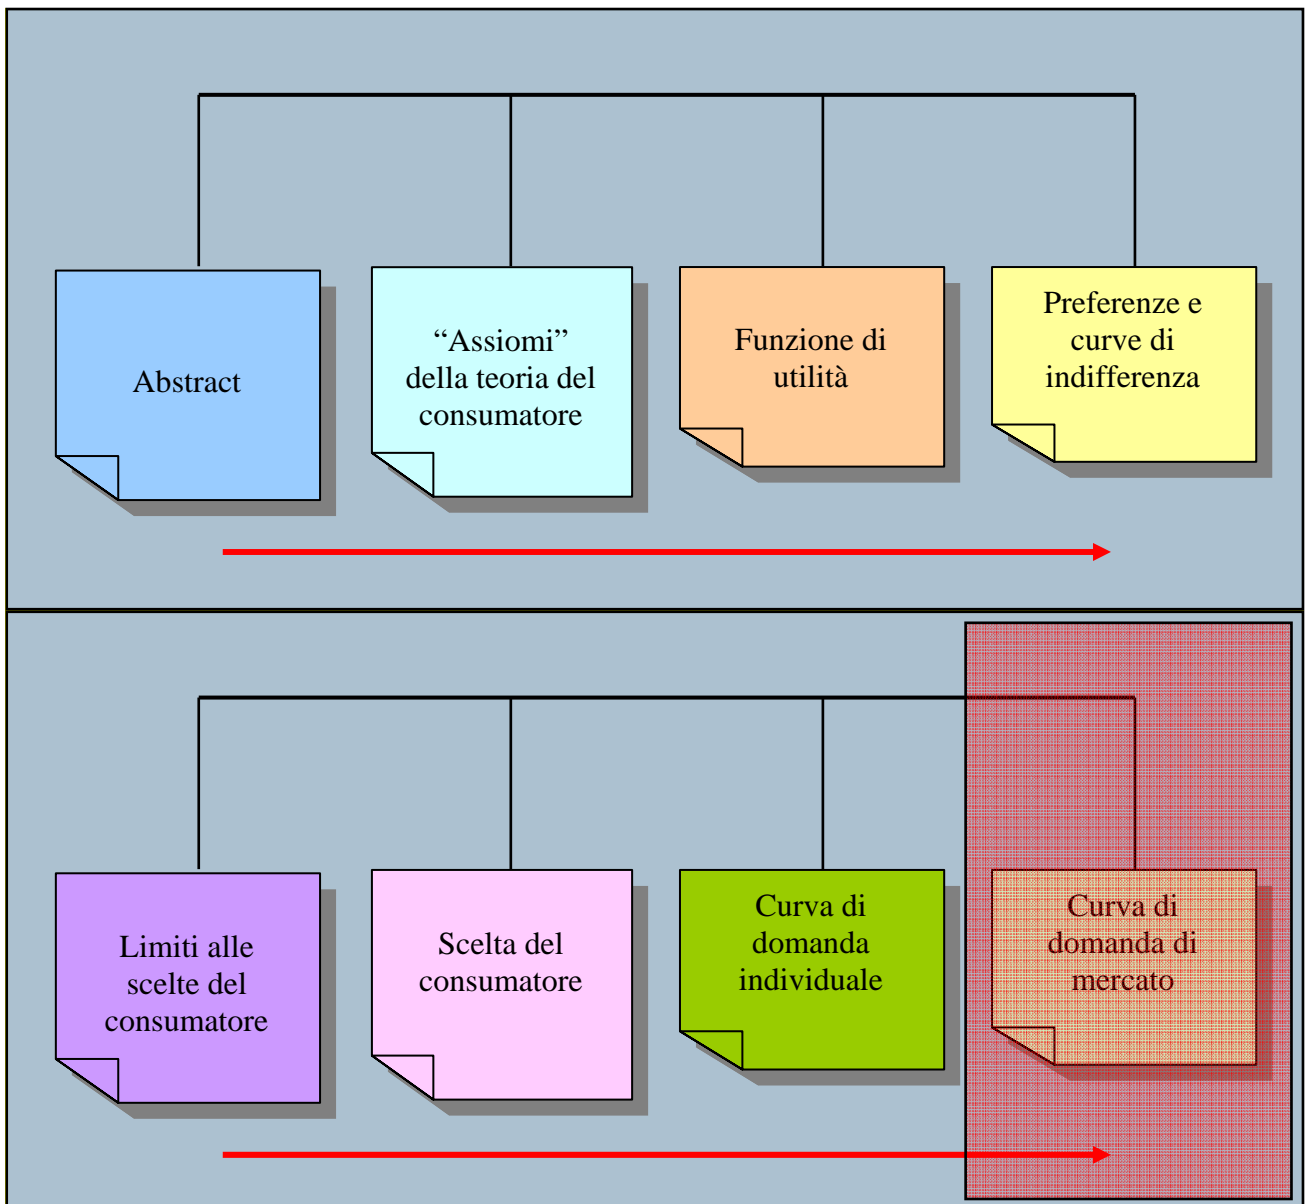 Abstract
“Assiomi”
della teoria del
consumatore
Funzione di
utilità
Preferenze e
curve di
indifferenza
Limiti alle
scelte del
consumatore
Scelta del
consumatore
Curva di
domanda
individuale
Curva di
domanda di
mercato